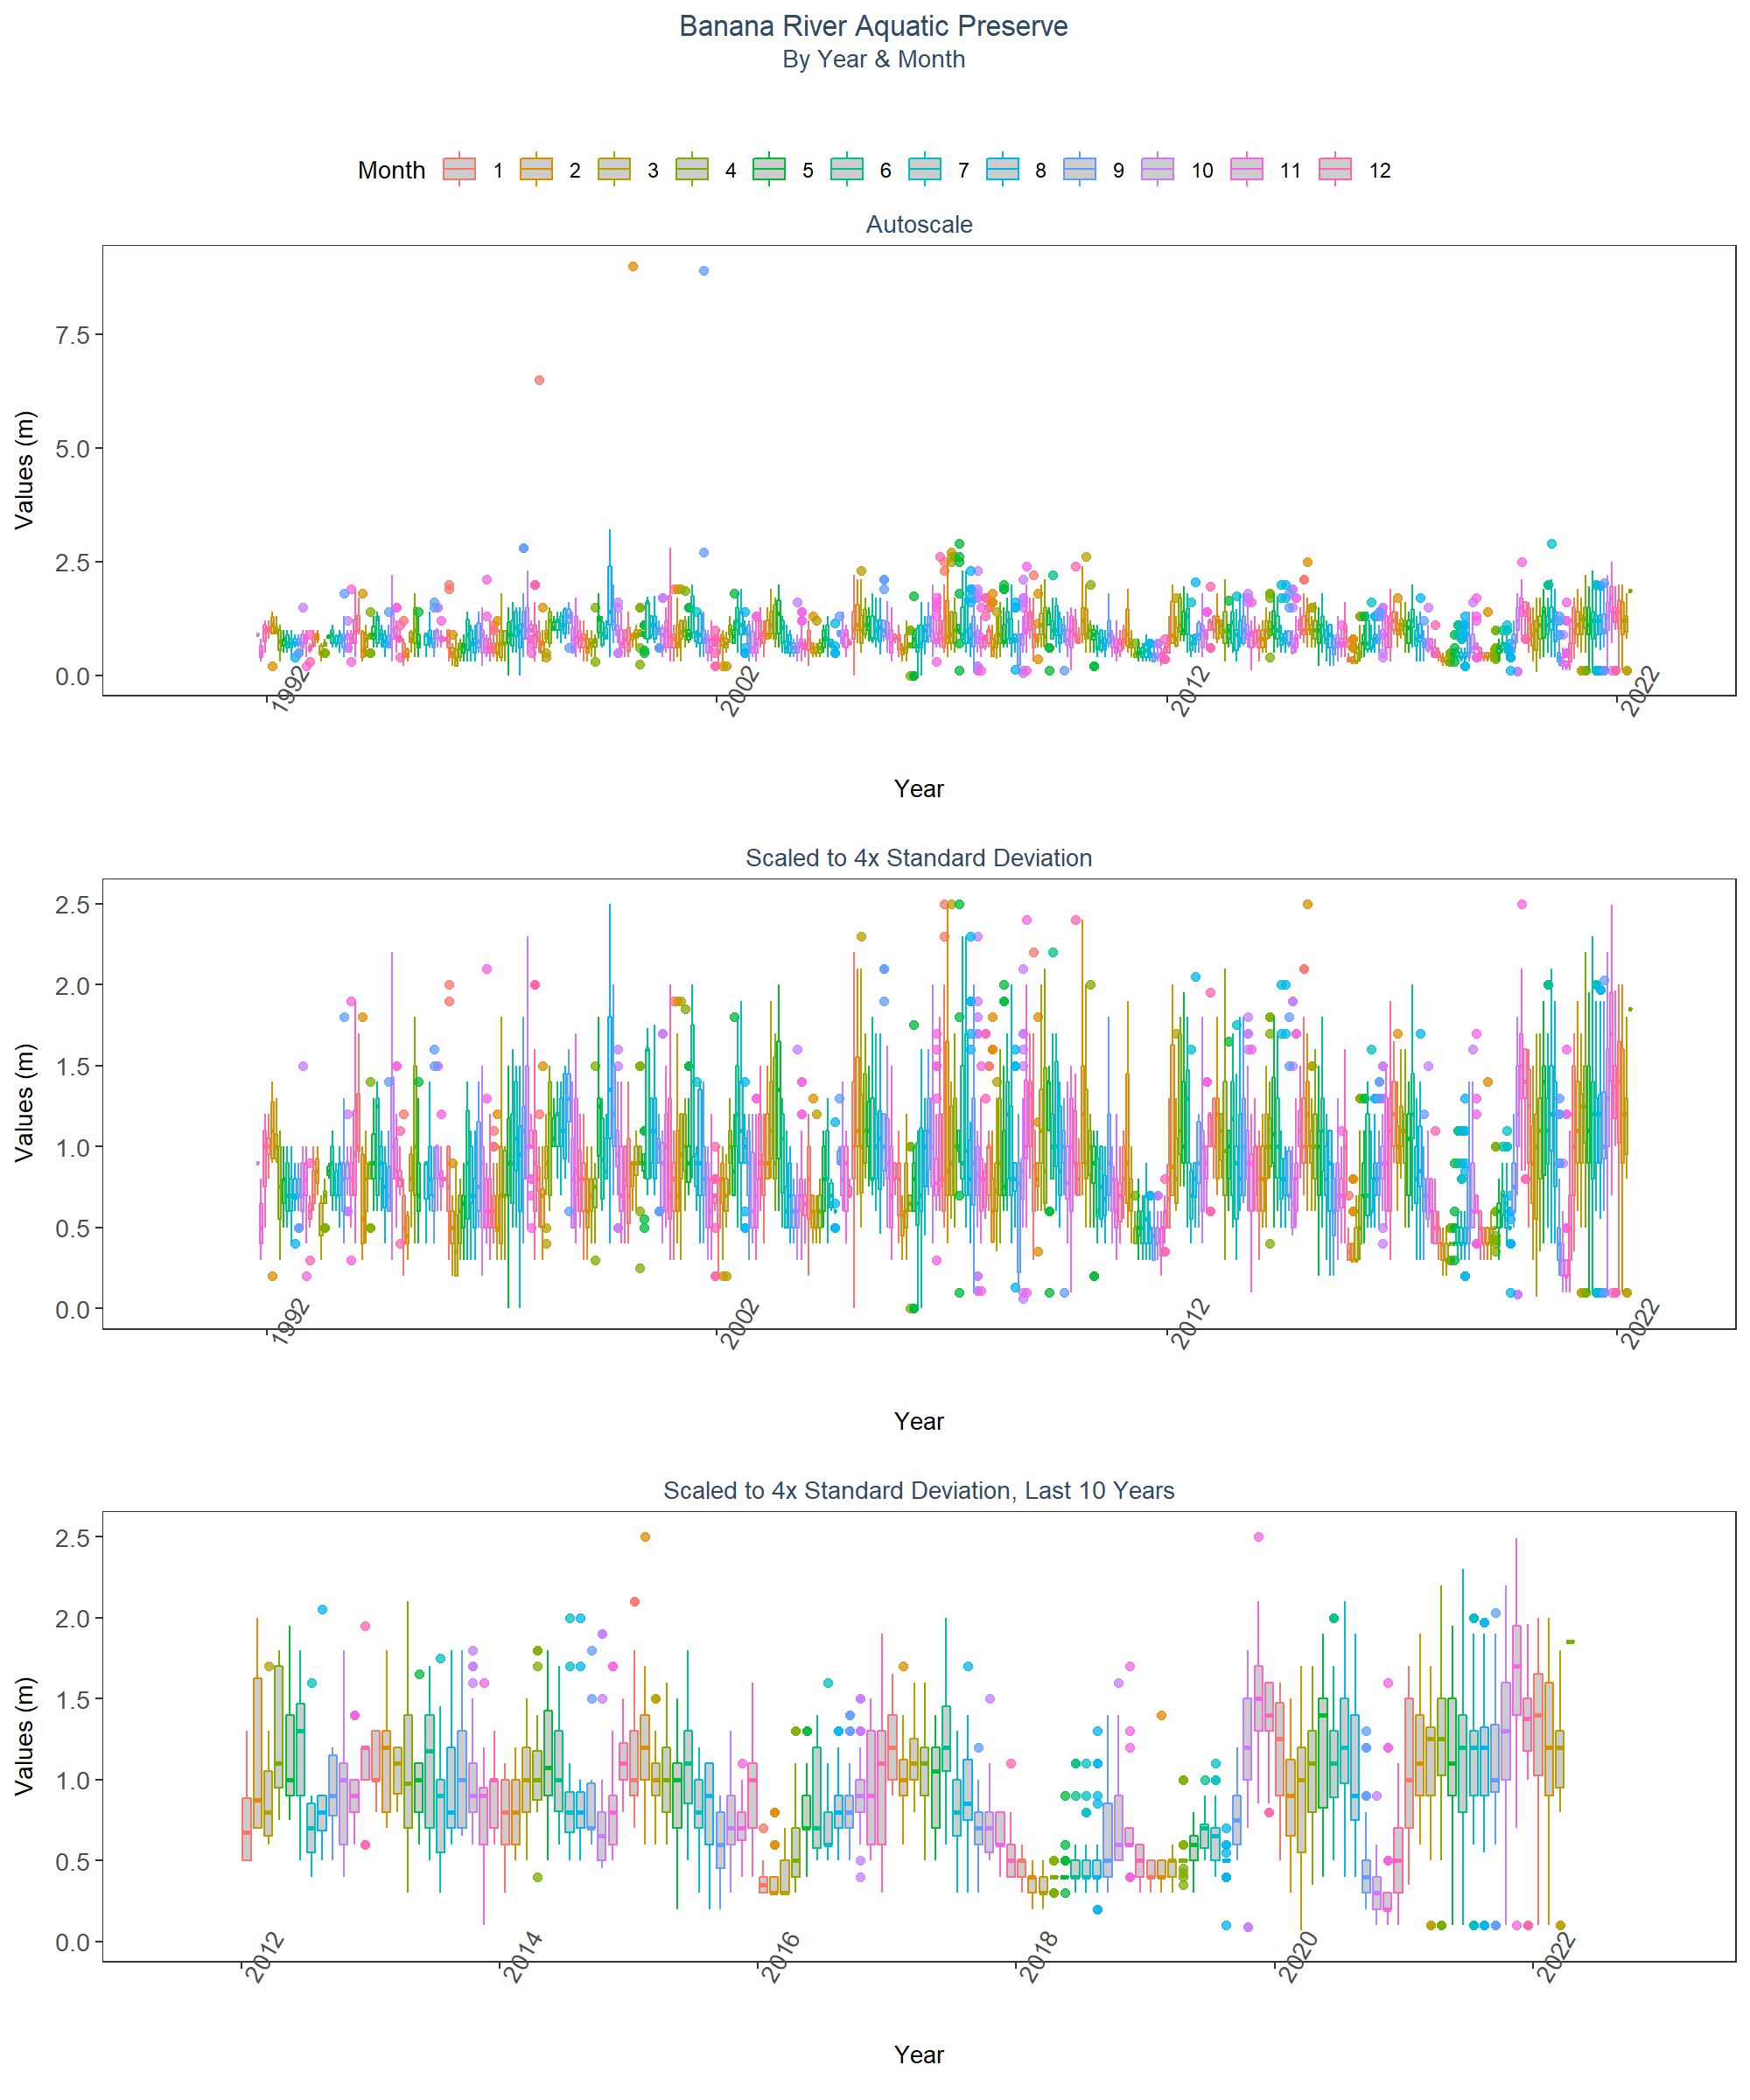 Banana River Aquatic Preserve
By Year & Month
Month 1 2 3 4 5 6 7 8 9 10 11 12
Autoscale
Values (m)
7.5
5.0
2.5
0.0
1992 2002 2012 2022
Year
Scaled to 4x Standard Deviation
Values (m)
2.5
2.0
1.5
1.0
0.5
0.0
1992 2002 2012 2022
Year
Scaled to 4x Standard Deviation, Last 10 Years
Values (m)
2.5
2.0
1.5
1.0
0.5
0.0
2012 2014 2016 2018 2020 2022
Year